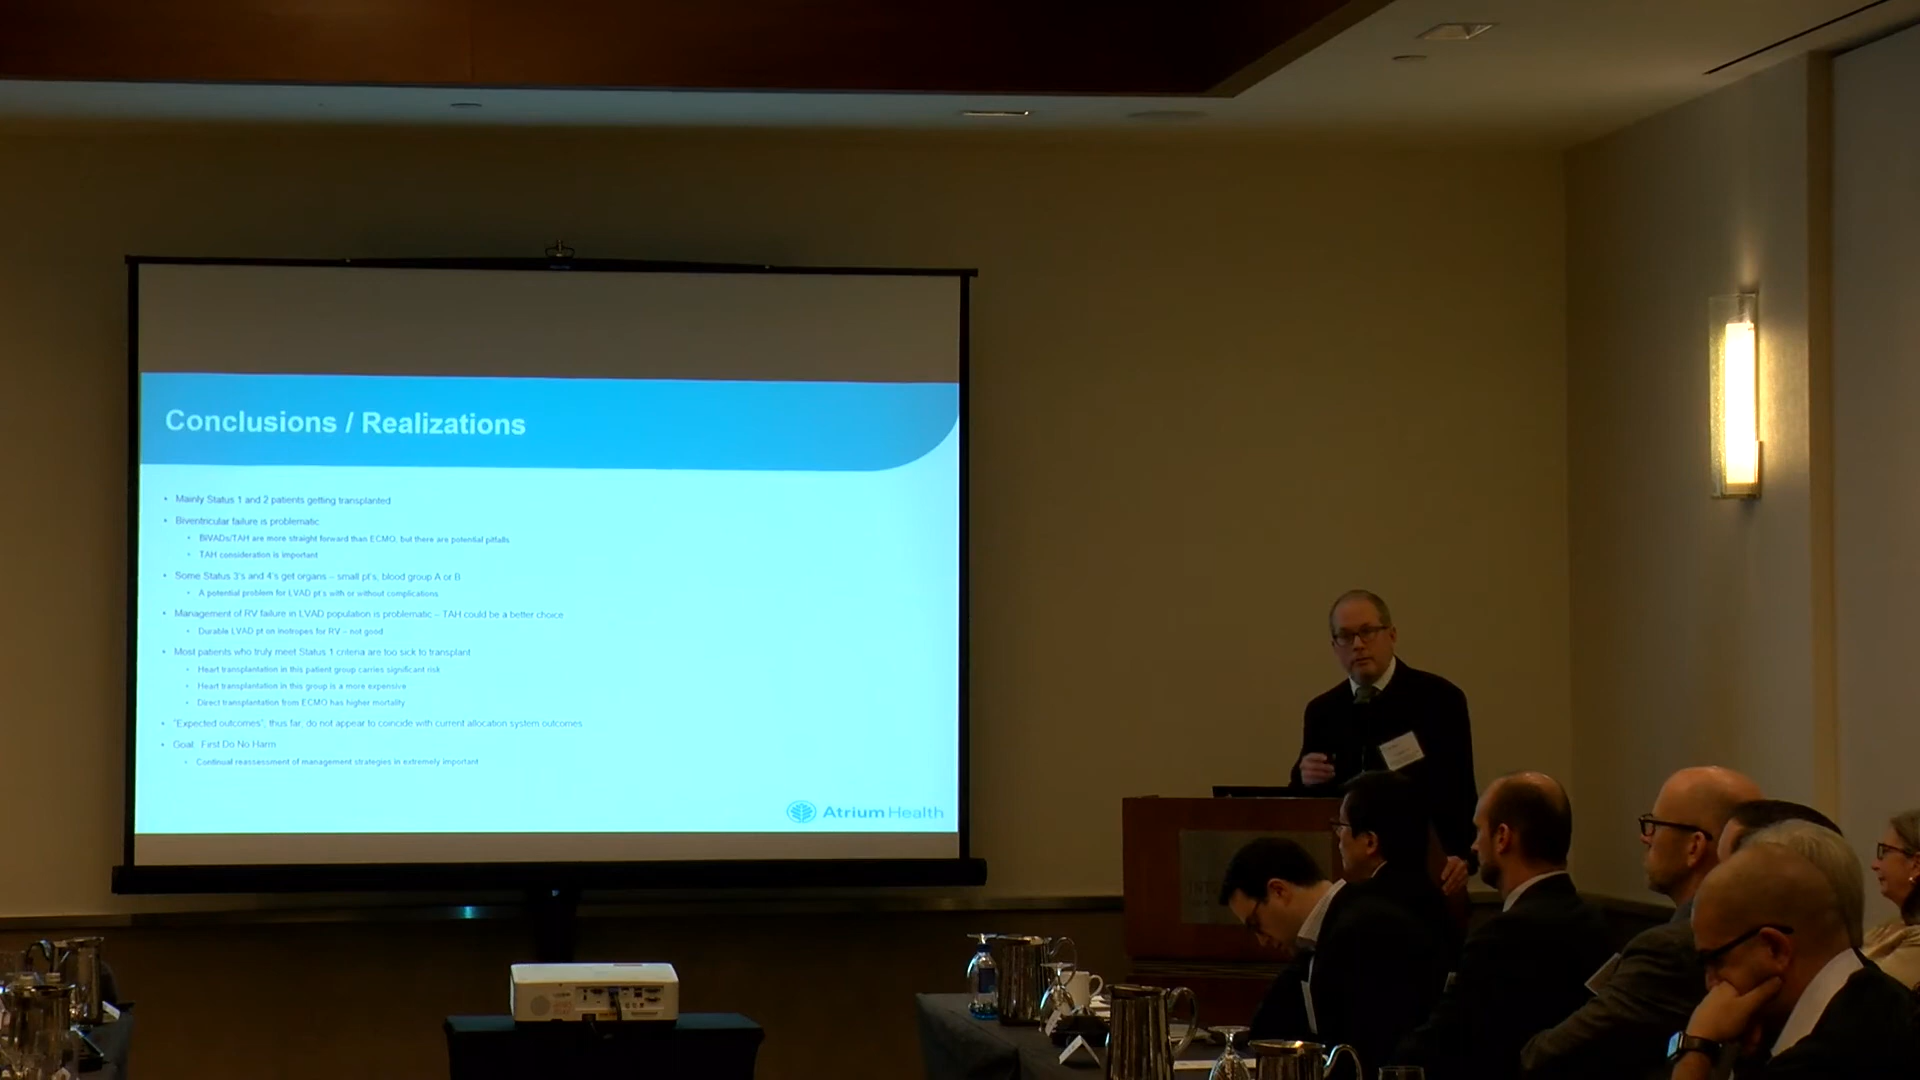 Conclusions / Realizations
• Mainly Status 1 and 2 patients getting transplanted
• Biventricular failure is problematic
• BiVADs/TAH are more straight forward than ECMO, but there are potential pitfalls
• TAH consideration is important
• Some Status 3's and 4's get organs – small pt's, blood group A or B
• A potential problem for LVAD pt's with or without complications
• Management of RV failure in LVAD population is problematic – TAH could be a better choice
• Durable LVAD pt on inotropes for RV – not good
• Most patients who truly meet Status 1 criteria are too sick to transplant
• Heart transplantation in this patient group carries significant risk
• Heart transplantation in this group is a more expensive
• Direct transplantation from ECMO has higher mortality
• "Expected outcomes", thus far, do not appear to coincide with current allocation system outcomes
• Goal: First Do No Harm
• Continual reassessment of management strategies in extremely important
Atrium Health